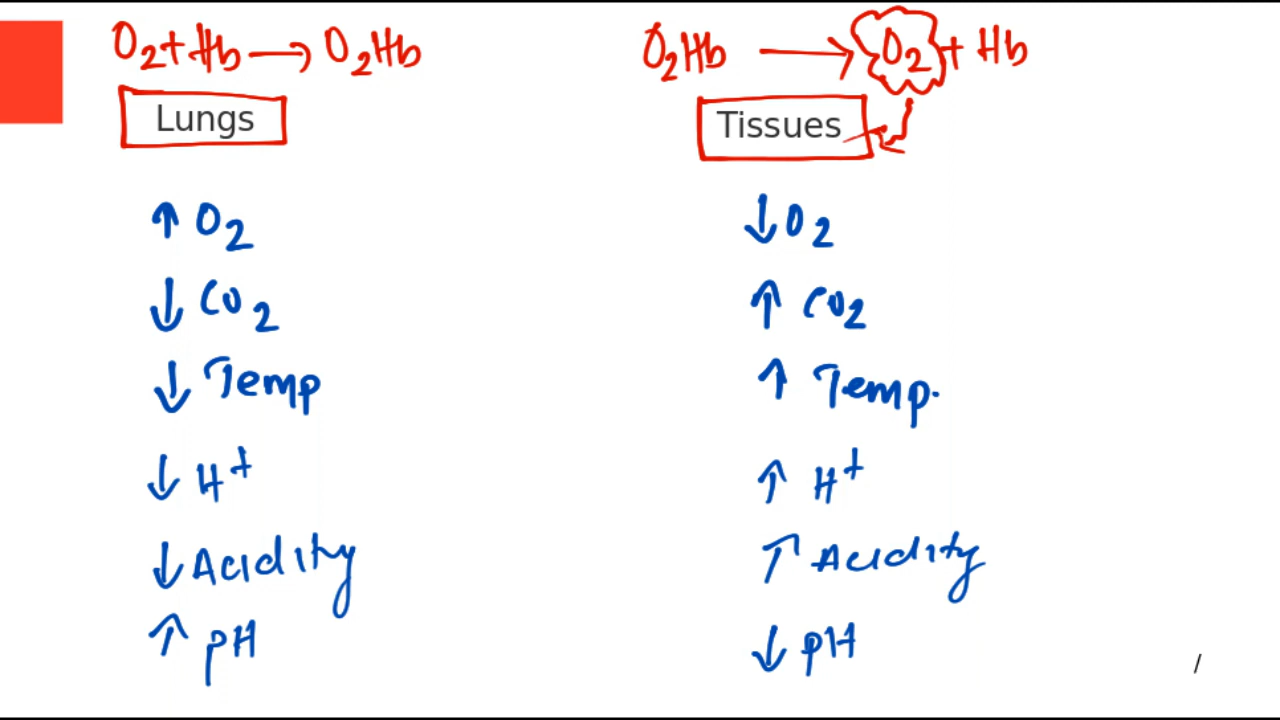 O₂ + Hb → O₂Hb
Lungs
↑ O₂
↓ CO₂
↓ Temp
↓ H⁺
↓ Acidity
↑ pH
O₂Hb → O₂ + Hb
Tissues
↓ O₂
↑ CO₂
↑ Temp.
↑ H⁺
↑ Acidity
↓ pH
/